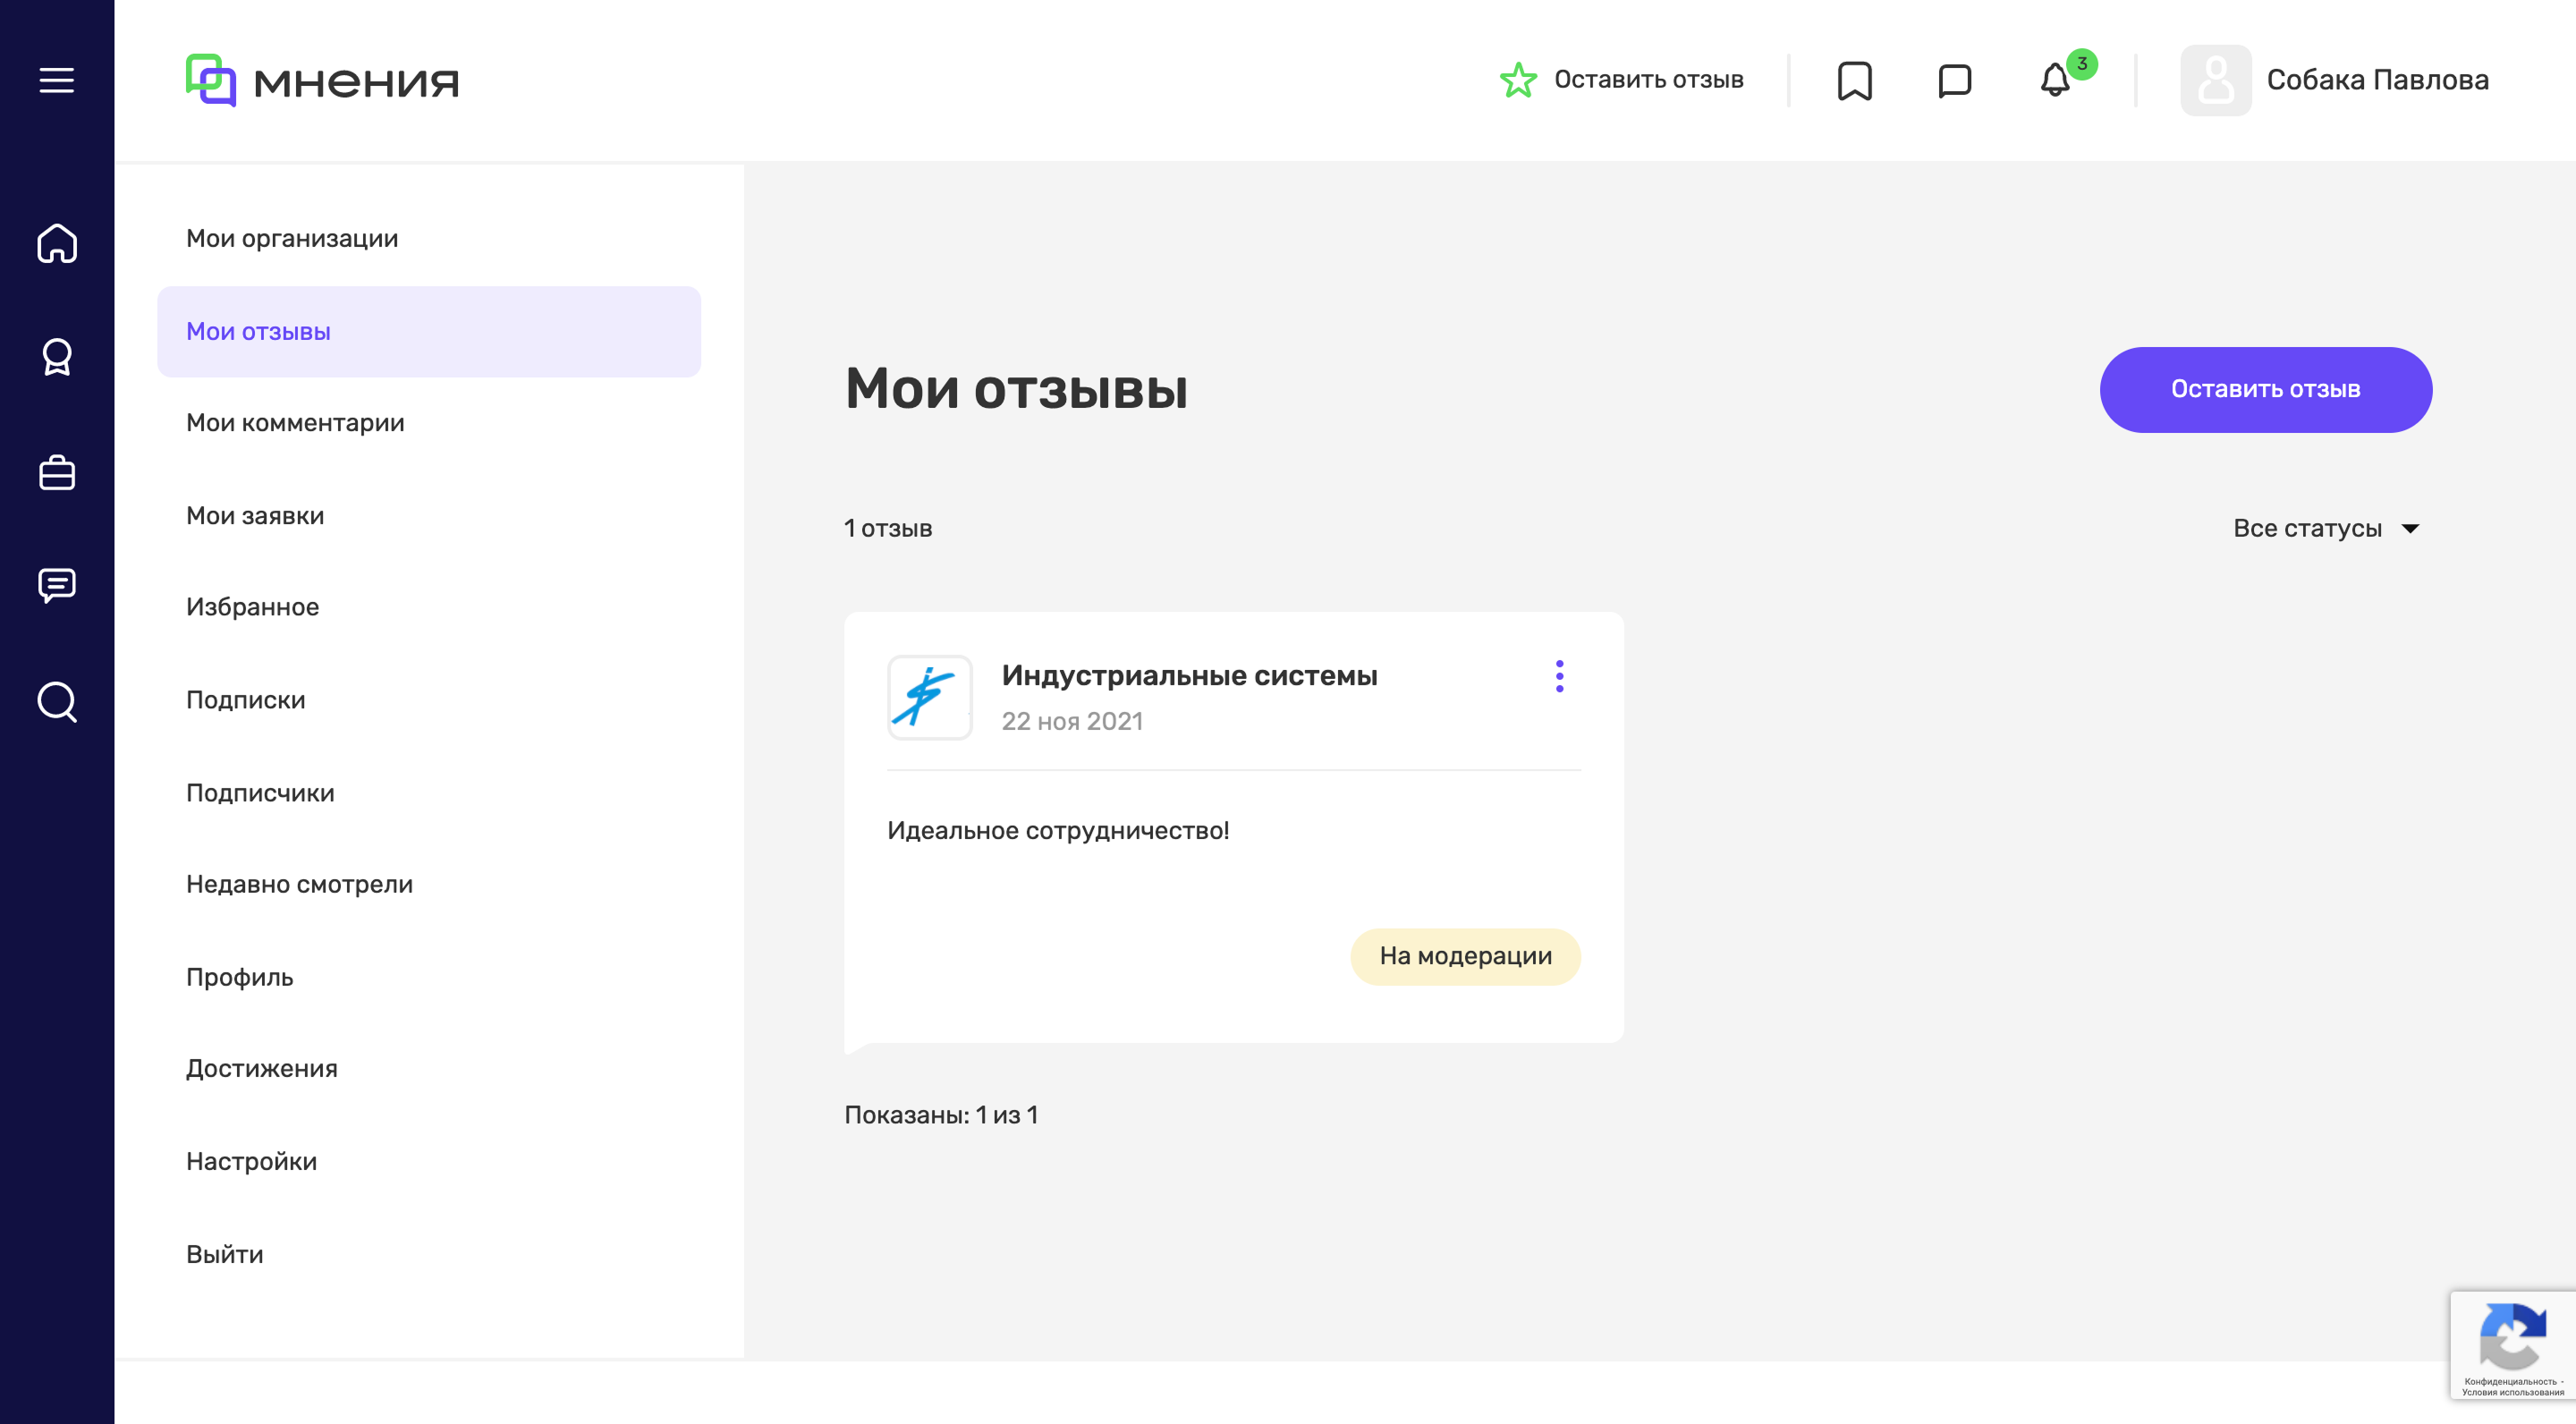 мнения
Оставить отзыв
3
Собака Павлова
Мои организации
Мои отзывы
Мои комментарии
Мои заявки
Избранное
Подписки
Подписчики
Недавно смотрели
Профиль
Достижения
Настройки
Выйти
Мои отзывы
Оставить отзыв
1 отзыв
Все статусы
Индустриальные системы
22 ноя 2021
Идеальное сотрудничество!
На модерации
Показаны: 1 из 1
Конфиденциальность -
Условия использования